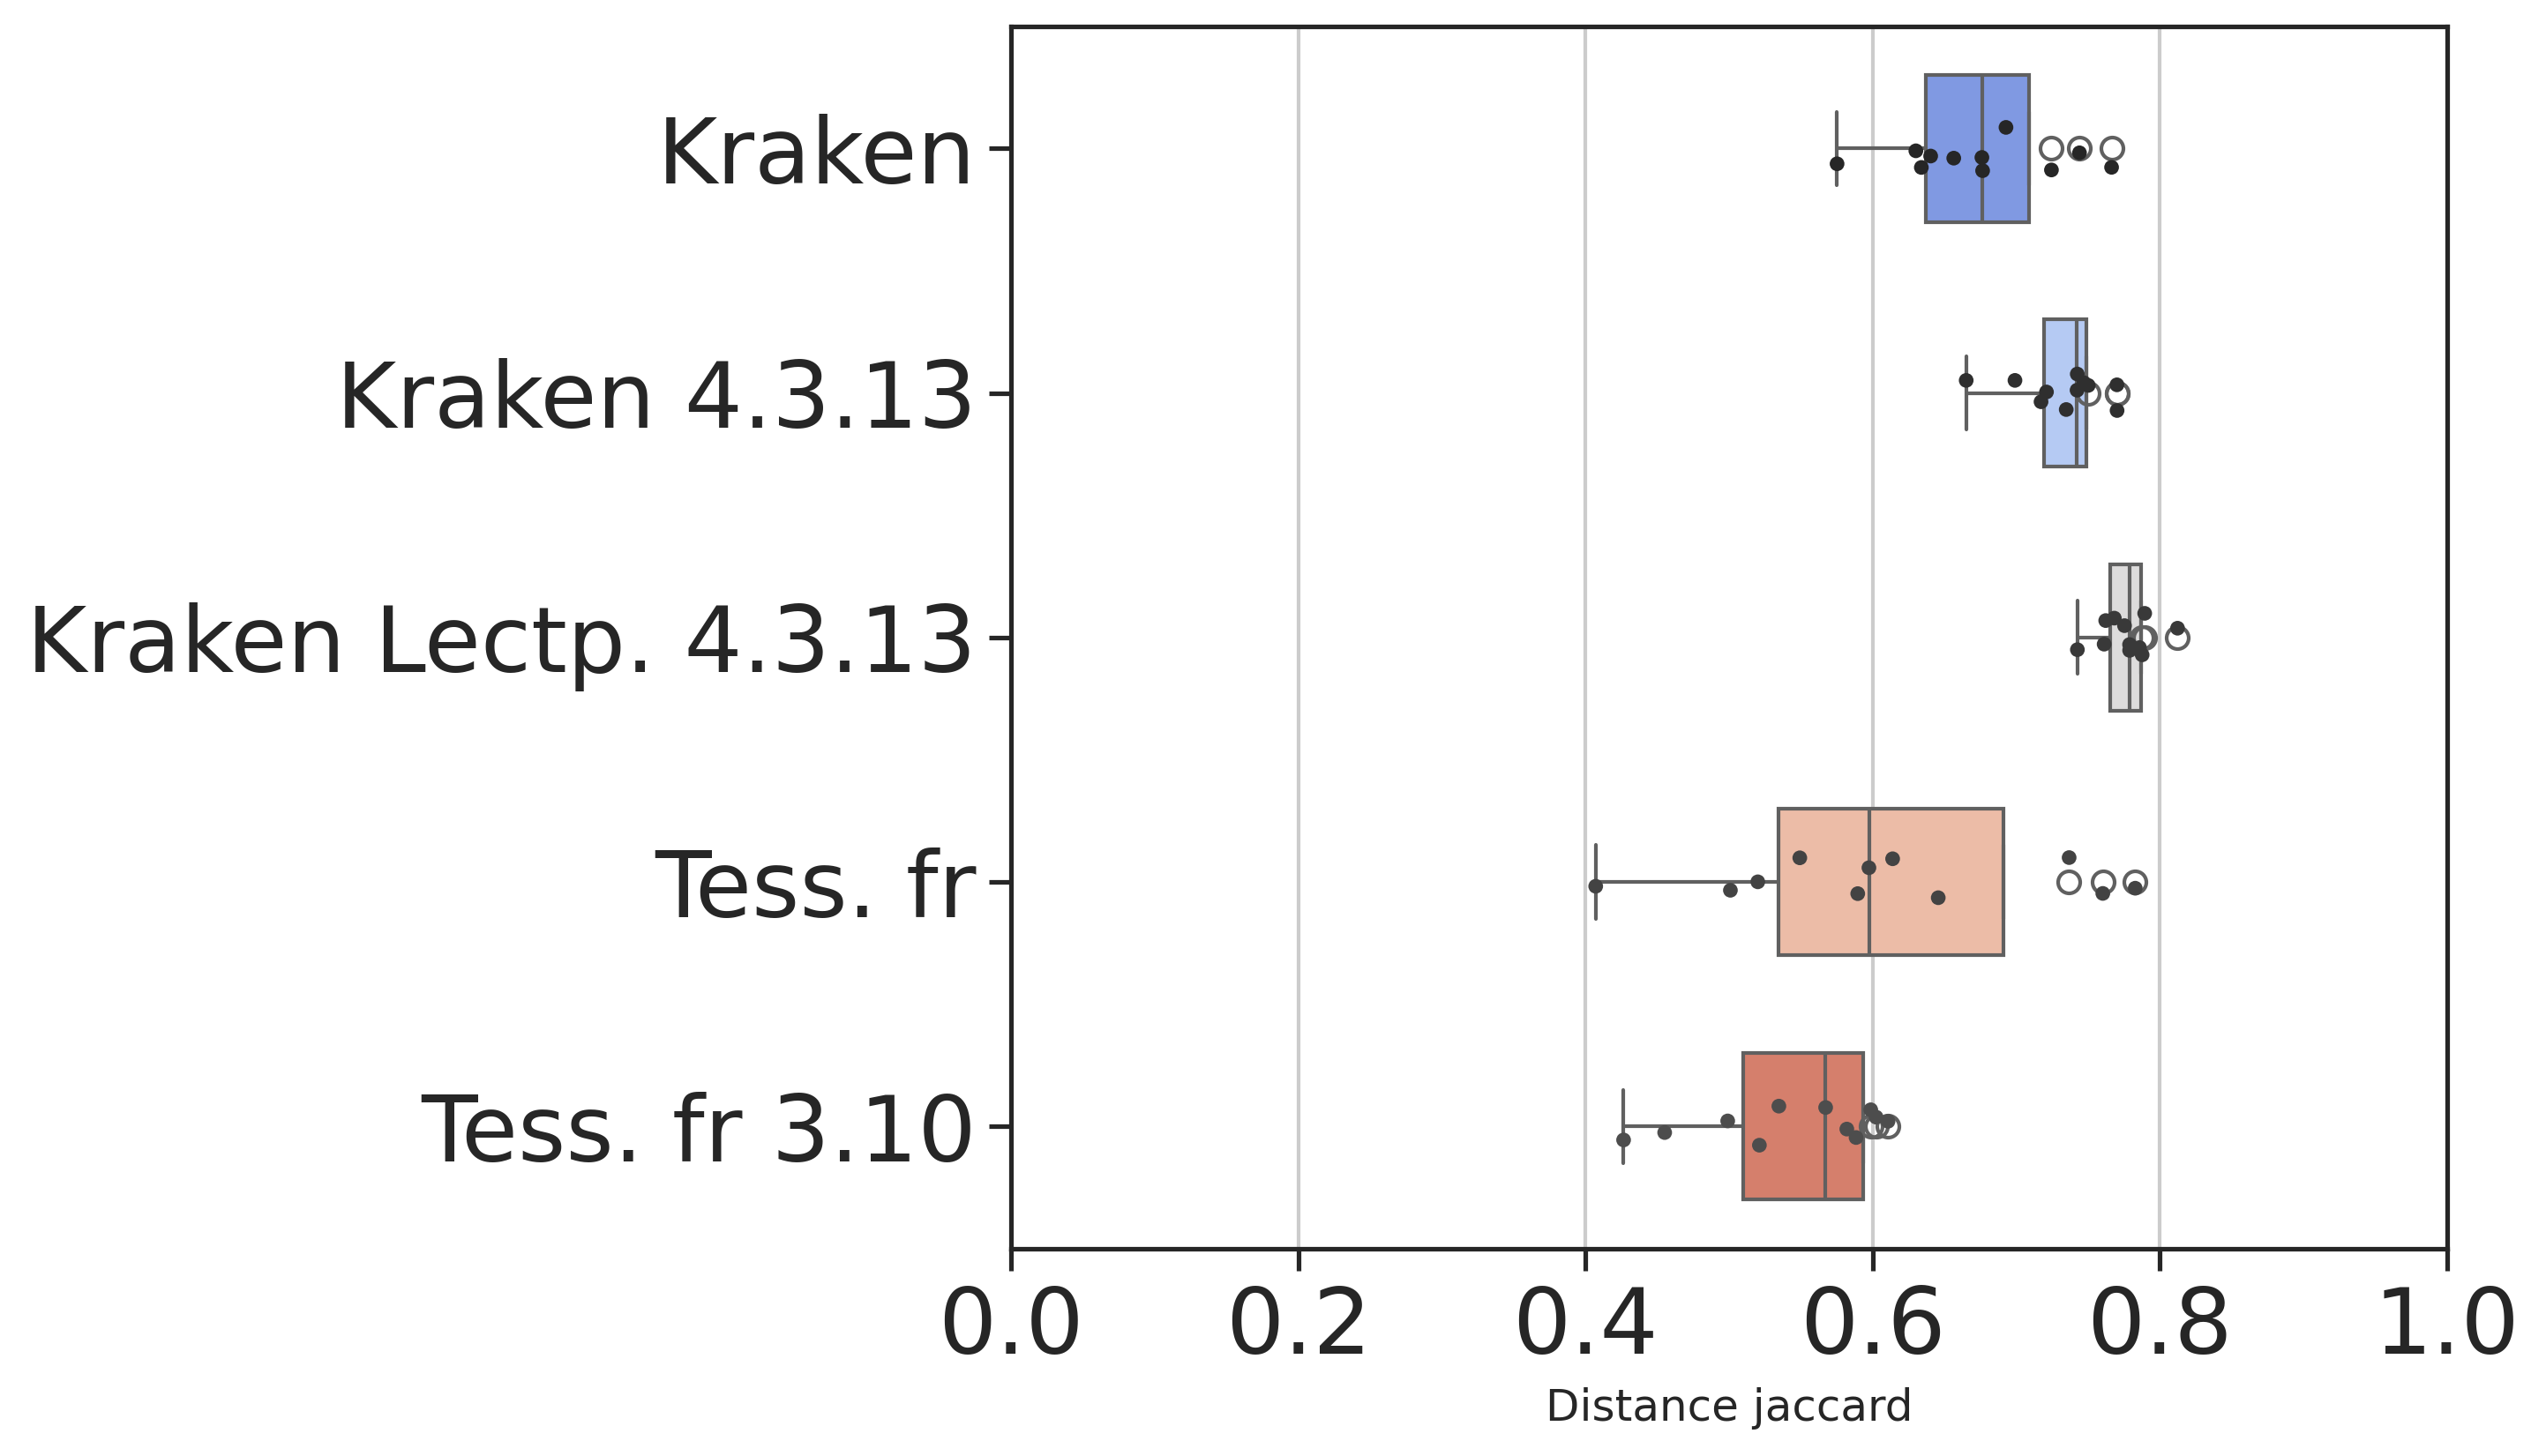 Kraken
Kraken 4.3.13
Kraken Lectp. 4.3.13
Tess. fr
Tess. fr 3.10
0.0 0.2 0.4 0.6 0.8 1.0
Distance jaccard